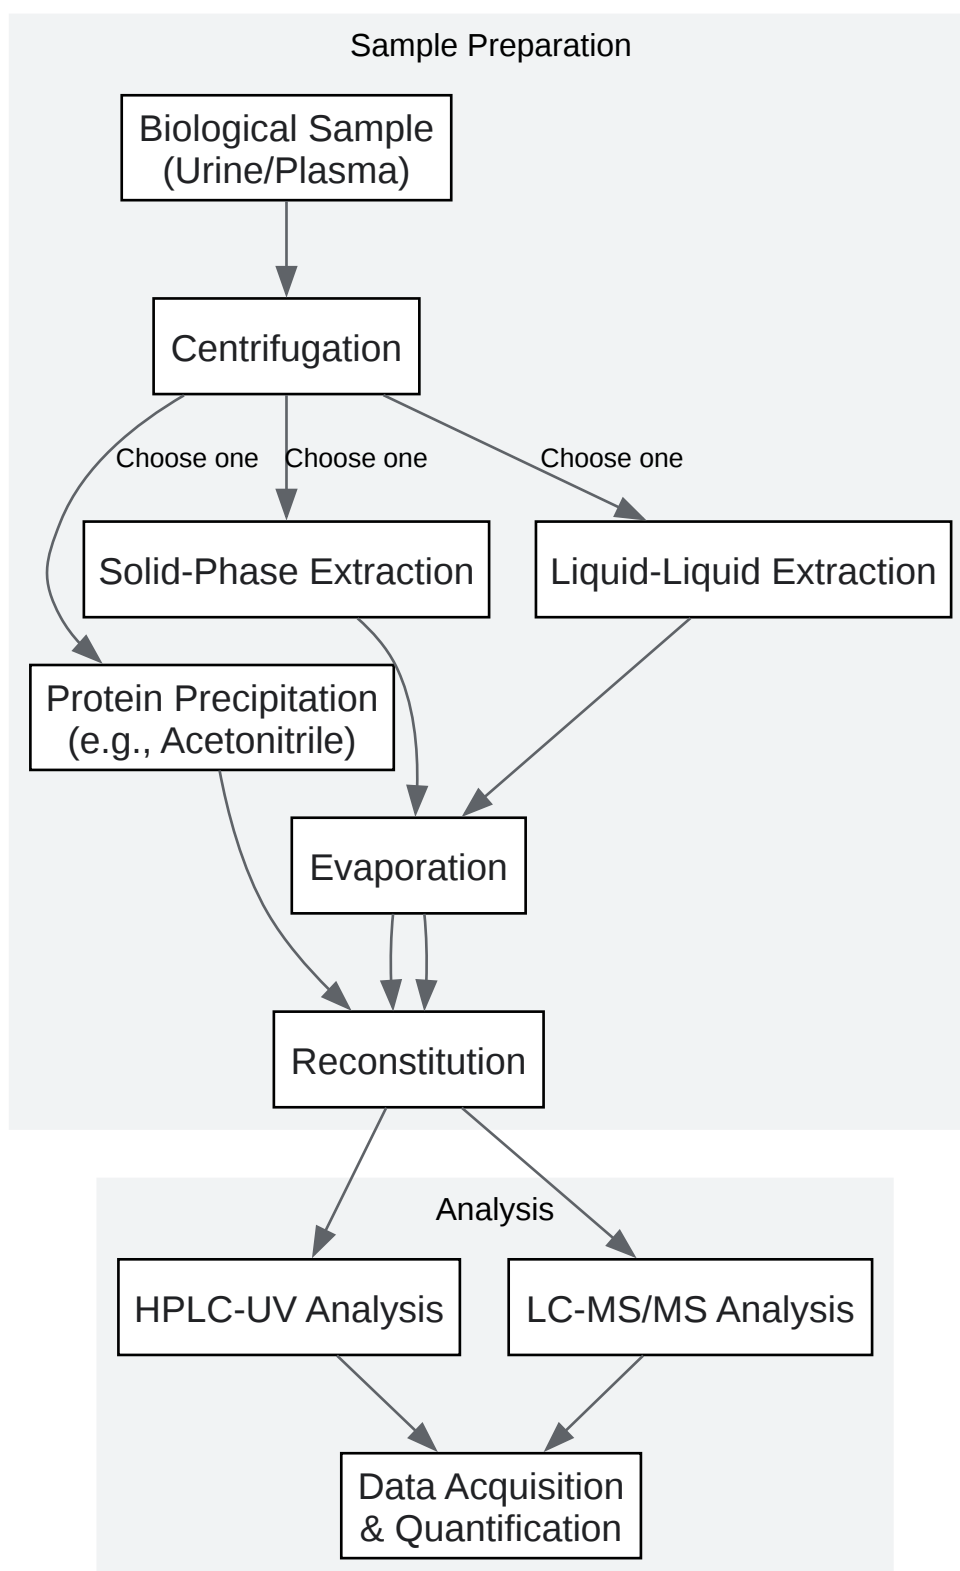 Sample Preparation
Biological Sample
(Urine/Plasma)
Centrifugation
Choose one
Choose one
Choose one
Solid-Phase Extraction
Liquid-Liquid Extraction
Protein Precipitation
(e.g., Acetonitrile)
Evaporation
Reconstitution
Analysis
HPLC-UV Analysis
LC-MS/MS Analysis
Data Acquisition
& Quantification